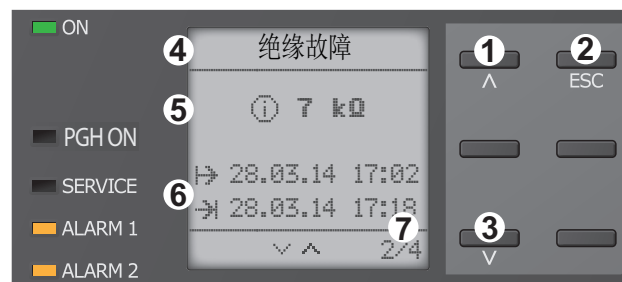 ON
PGH ON
SERVICE
ALARM 1
ALARM 2
4 绝缘故障
5 ⓘ 7 kΩ
6 28.03.14 17:02
28.03.14 17:18
7
2/4
1
∧
2
ESC
3
∨